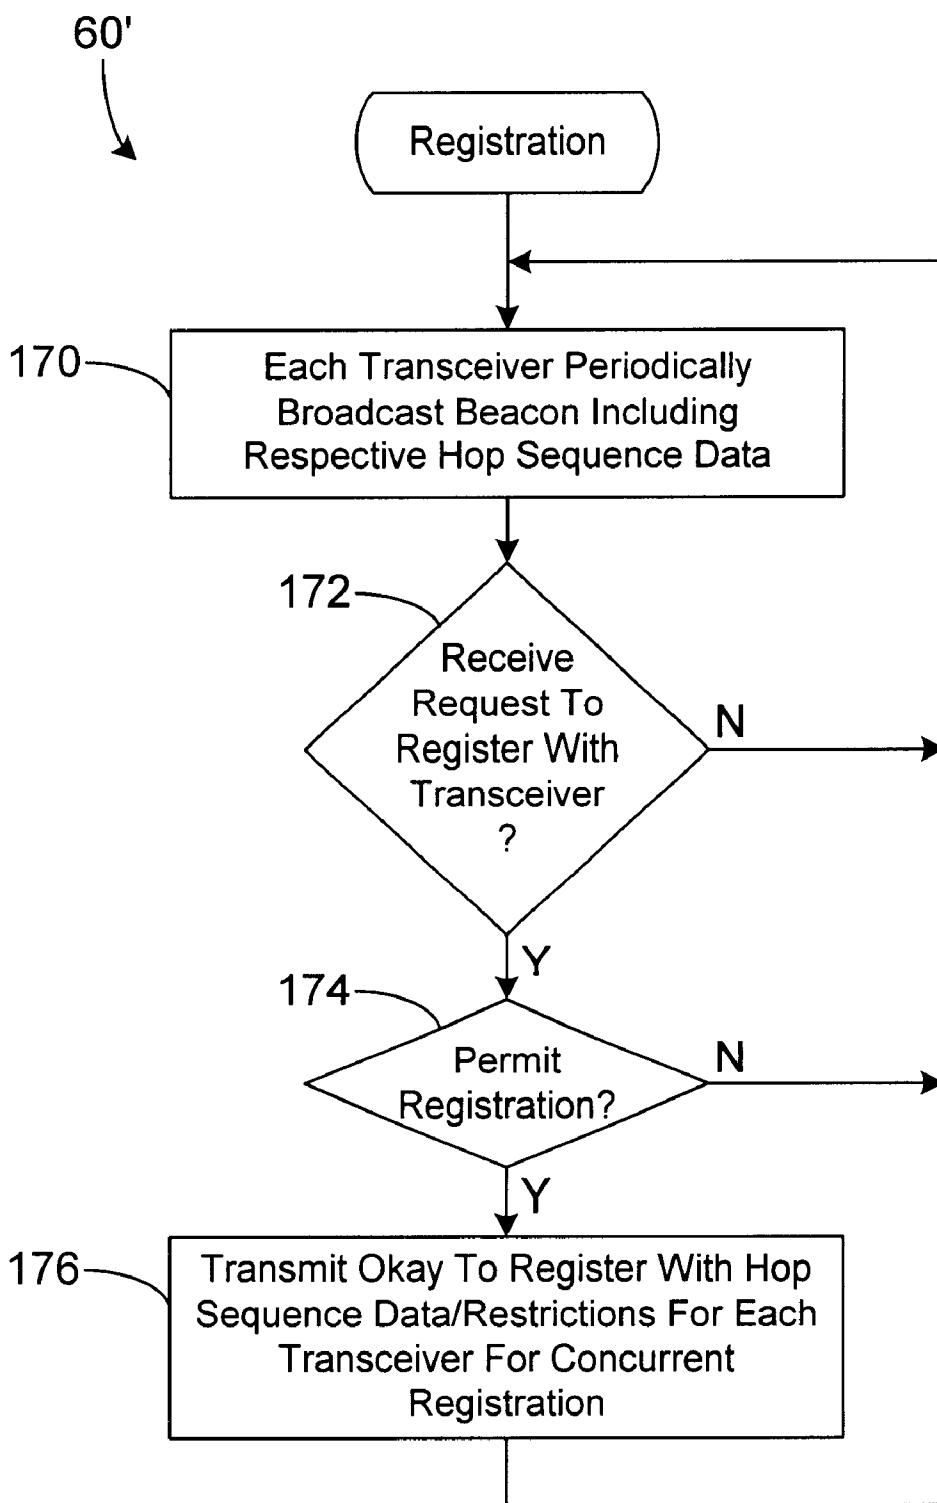 60'
Registration
170
Each Transceiver Periodically
Broadcast Beacon Including
Respective Hop Sequence Data
172
Receive
Request To
Register With
Transceiver
?
N
Y
174
Permit
Registration?
N
Y
176
Transmit Okay To Register With Hop
Sequence Data/Restrictions For Each
Transceiver For Concurrent
Registration